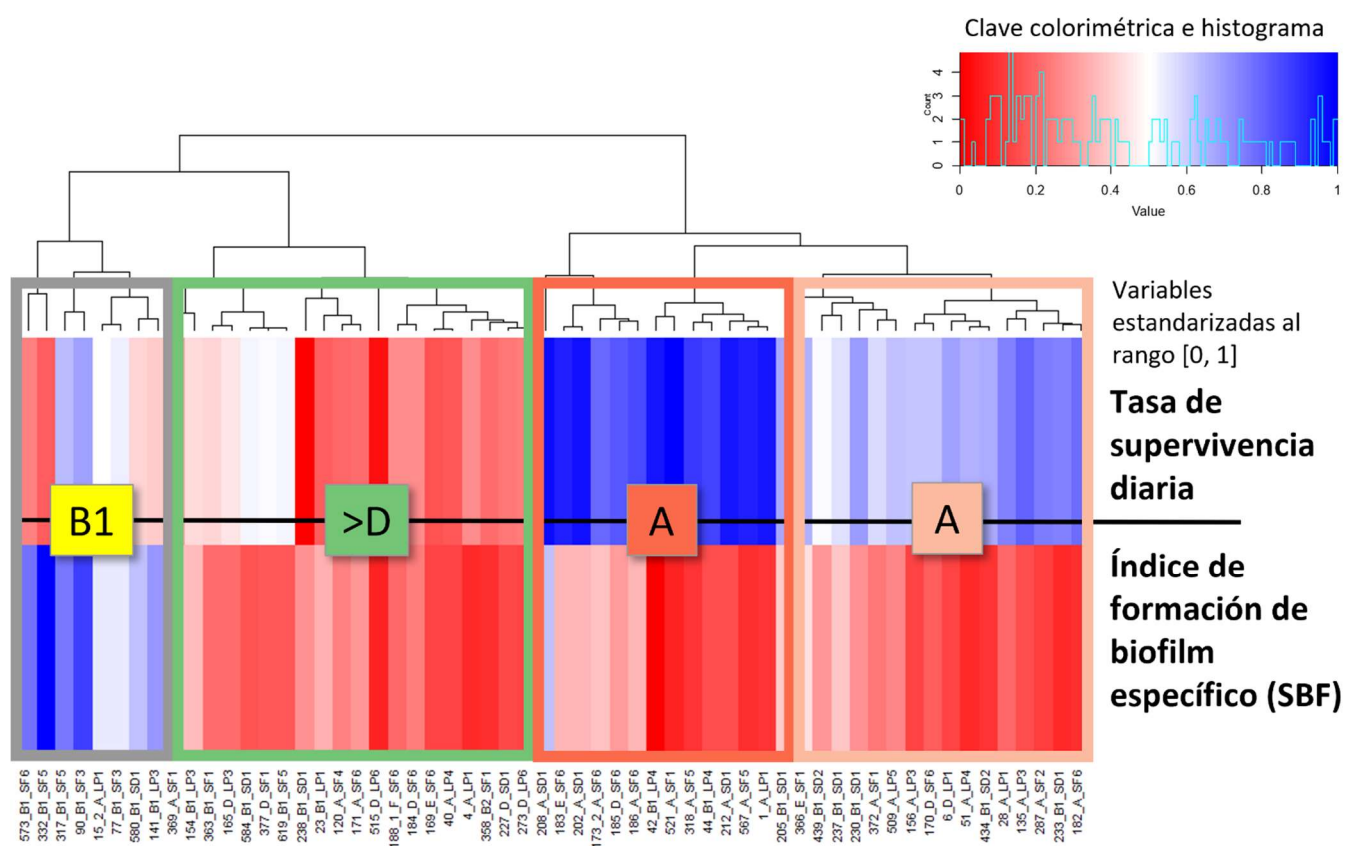 Clave colorimétrica e histograma
Count
0 1 2 3 4
0 0.2 0.4 0.6 0.8 1
Value
Variables
estandarizadas al
rango [0, 1]
Tasa de
supervivencia
diaria
B1
>D
A
A
Índice de
formación de
biofilm
específico (SBF)
573_B1_SF6
332_B1_SF5
317_B1_SF5
90_B1_SF3
15_2_A_LP1
77_B1_SF3
580_B1_SD1
141_B1_LP3
369_A_SF1
154_B1_LP3
363_B1_SF1
165_D_LP3
584_B1_SD1
377_D_SF1
619_B1_SF5
238_B1_SD1
23_B1_LP1
120_A_SF4
171_A_SF6
515_D_LP6
188_1_F_SF6
184_D_SF6
169_E_SF6
40_A_LP4
4_A_LP1
358_B2_SF1
227_D_SD1
273_D_LP6
208_A_SD1
183_E_SF6
202_A_SD1
173_2_A_SF6
185_D_SF6
186_A_SF6
42_B1_LP4
521_A_SF1
318_A_SF5
44_B1_LP4
212_A_SD1
567_A_SF5
1_A_LP1
205_B1_SD1
366_E_SF1
439_B1_SD2
237_B1_SD1
230_B1_SD1
372_A_SF1
509_A_LP5
156_A_LP3
170_D_SF6
6_D_LP1
51_A_LP4
434_B1_SD2
28_A_LP1
135_A_LP3
287_A_SF2
233_B1_SD1
182_A_SF6